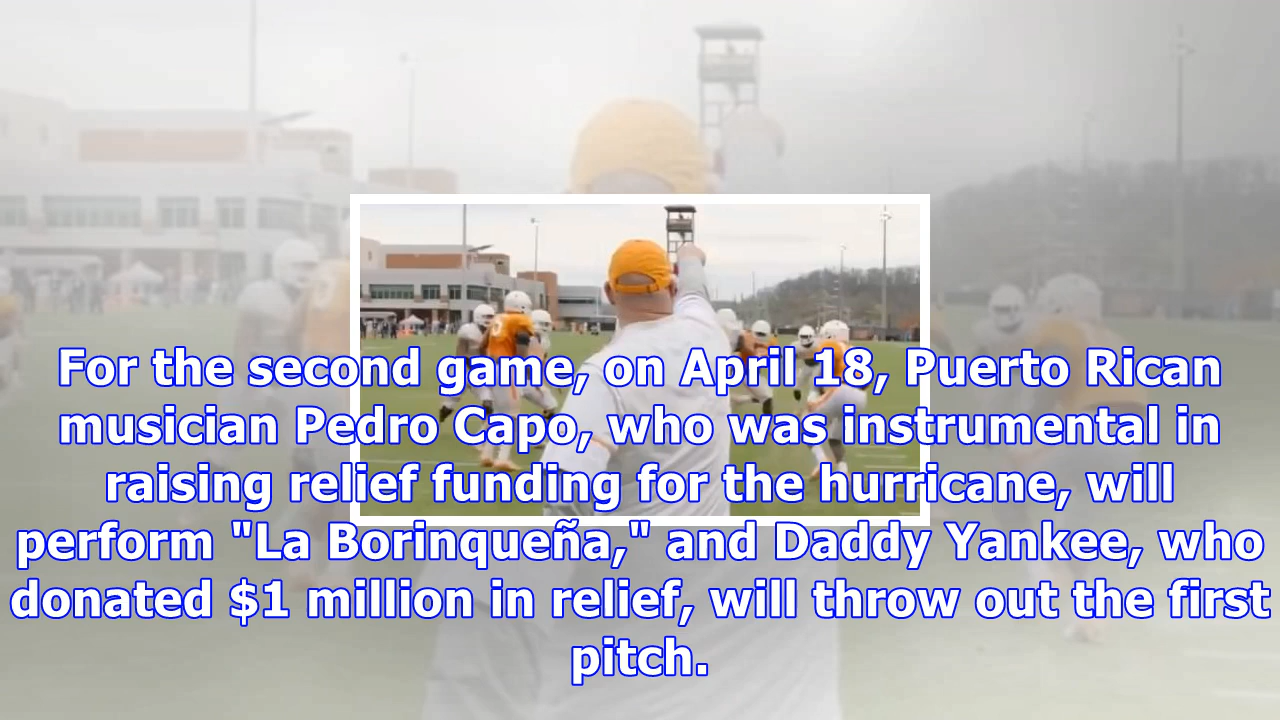 For the second game, on April 18, Puerto Rican
musician Pedro Capo, who was instrumental in
raising relief funding for the hurricane, will
perform "La Borinqueña," and Daddy Yankee, who
donated $1 million in relief, will throw out the first
pitch.